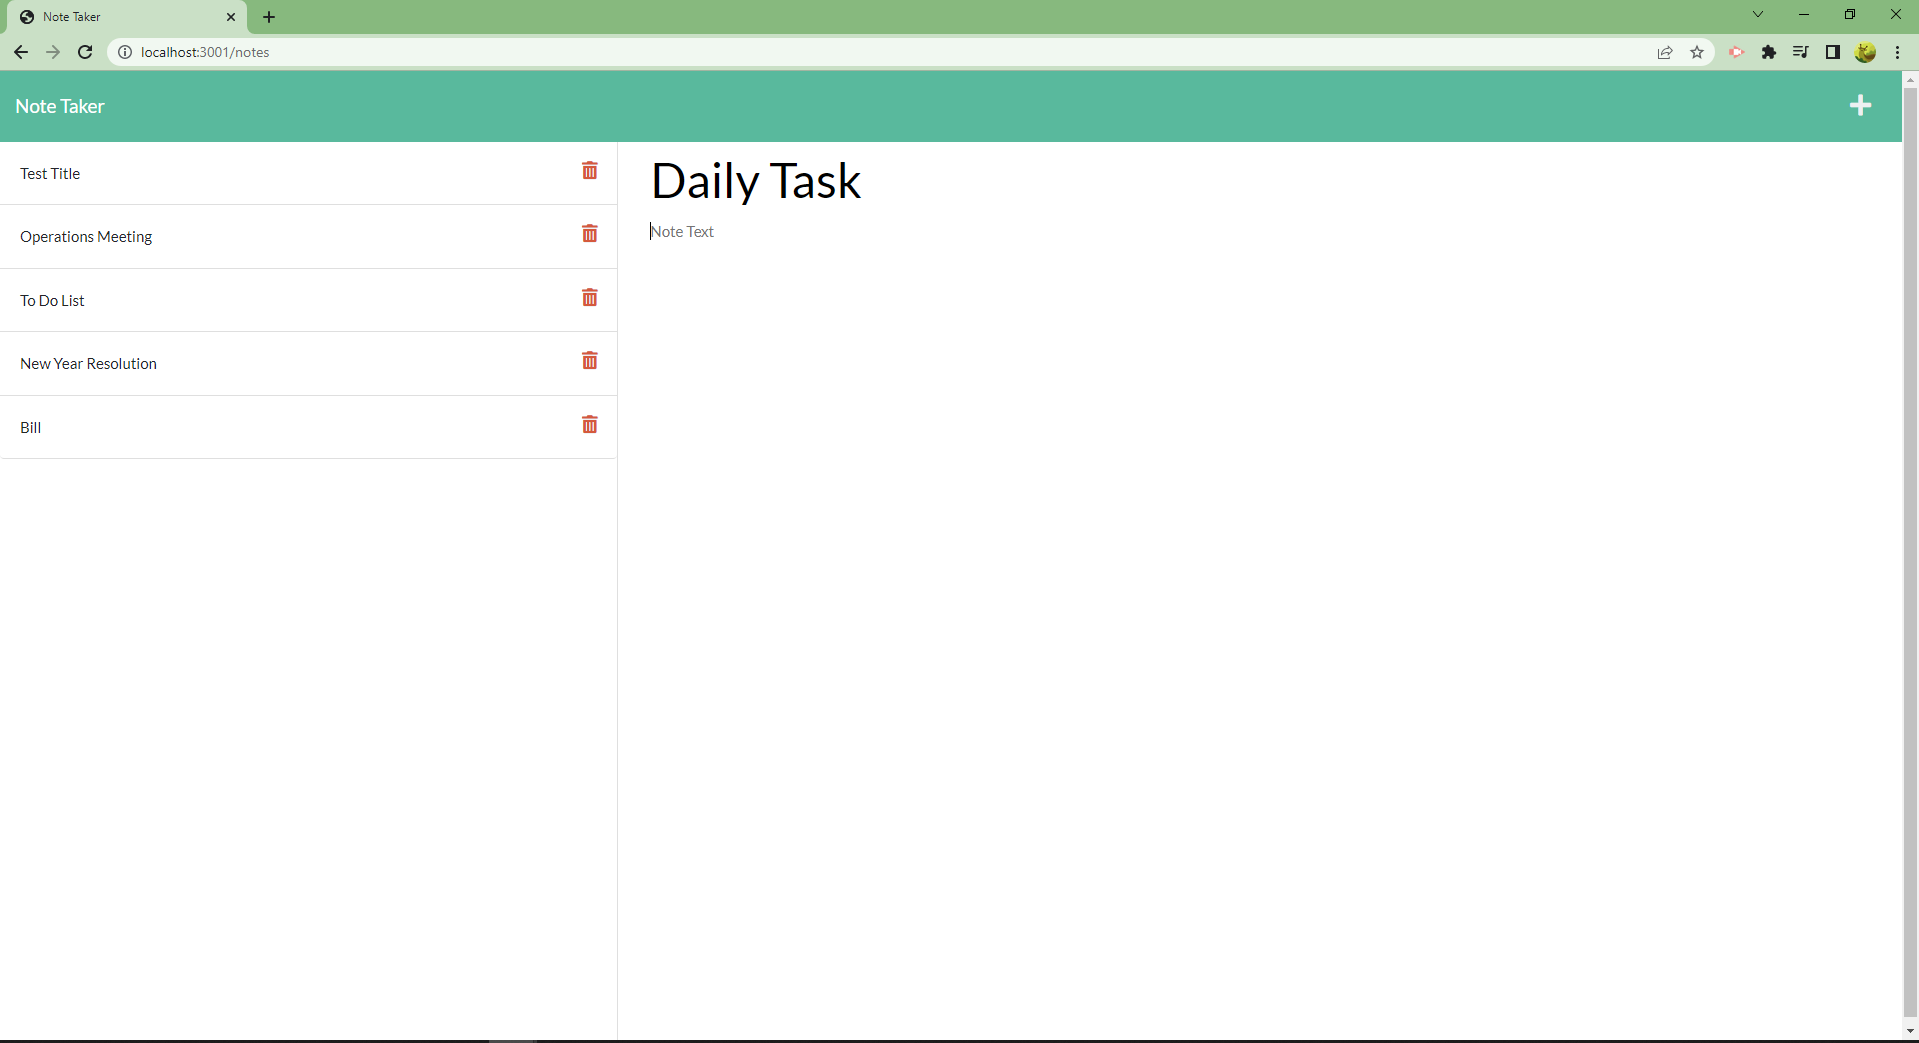 Note Taker
localhost:3001/notes
Note Taker
Test Title
Operations Meeting
To Do List
New Year Resolution
Bill
Daily Task
Note Text